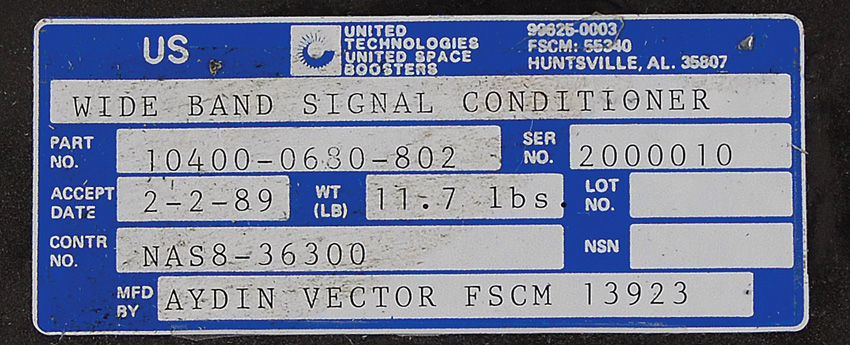 US
UNITED
TECHNOLOGIES
UNITED SPACE
BOOSTERS
99625-0003
FSCM: 55340
HUNTSVILLE, AL. 35807
WIDE BAND SIGNAL CONDITIONER
PART NO. 10400-0680-802 SER NO. 2000010
ACCEPT DATE 2-2-89 WT (LB) 11.7 lbs. LOT NO.
CONTR NO. NAS8-36300 NSN
MFD BY AYDIN VECTOR FSCM 13923